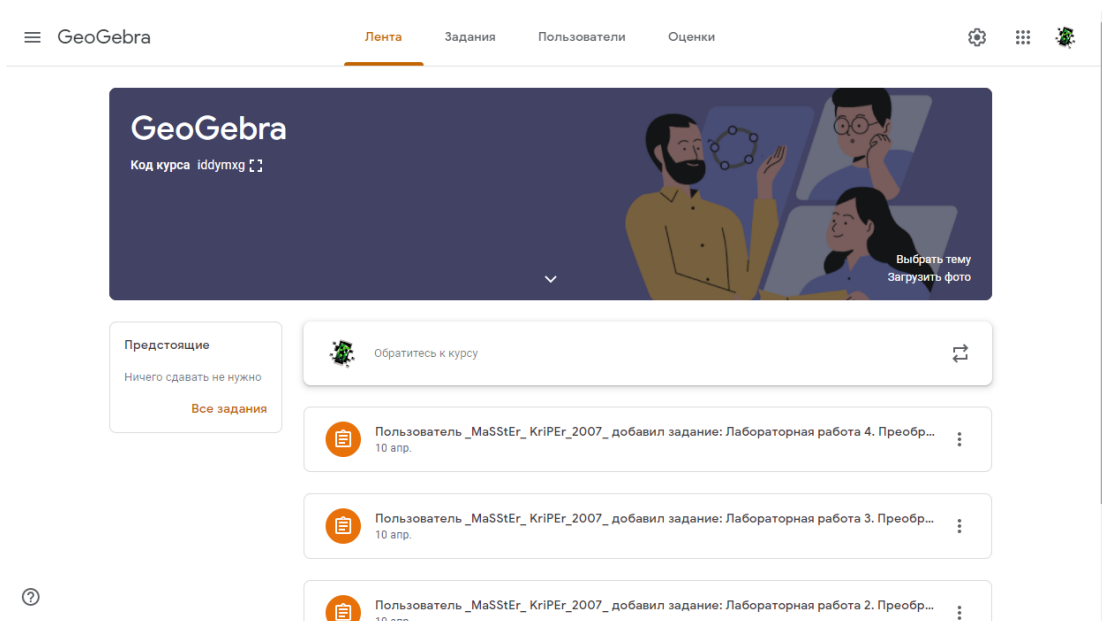 GeoGebra
Лента Задания Пользователи Оценки
GeoGebra
Код курса iddymxg
Выбрать тему
Загрузить фото
Предстоящие
Ничего сдавать не нужно
Все задания
Обратитесь к курсу
Пользователь _MaSStEr_ KriPEr_2007_ добавил задание: Лабораторная работа 4. Преобр...
10 апр.
Пользователь _MaSStEr_ KriPEr_2007_ добавил задание: Лабораторная работа 3. Преобр...
10 апр.
Пользователь _MaSStEr_ KriPEr_2007_ добавил задание: Лабораторная работа 2. Преобр...
10 апр.